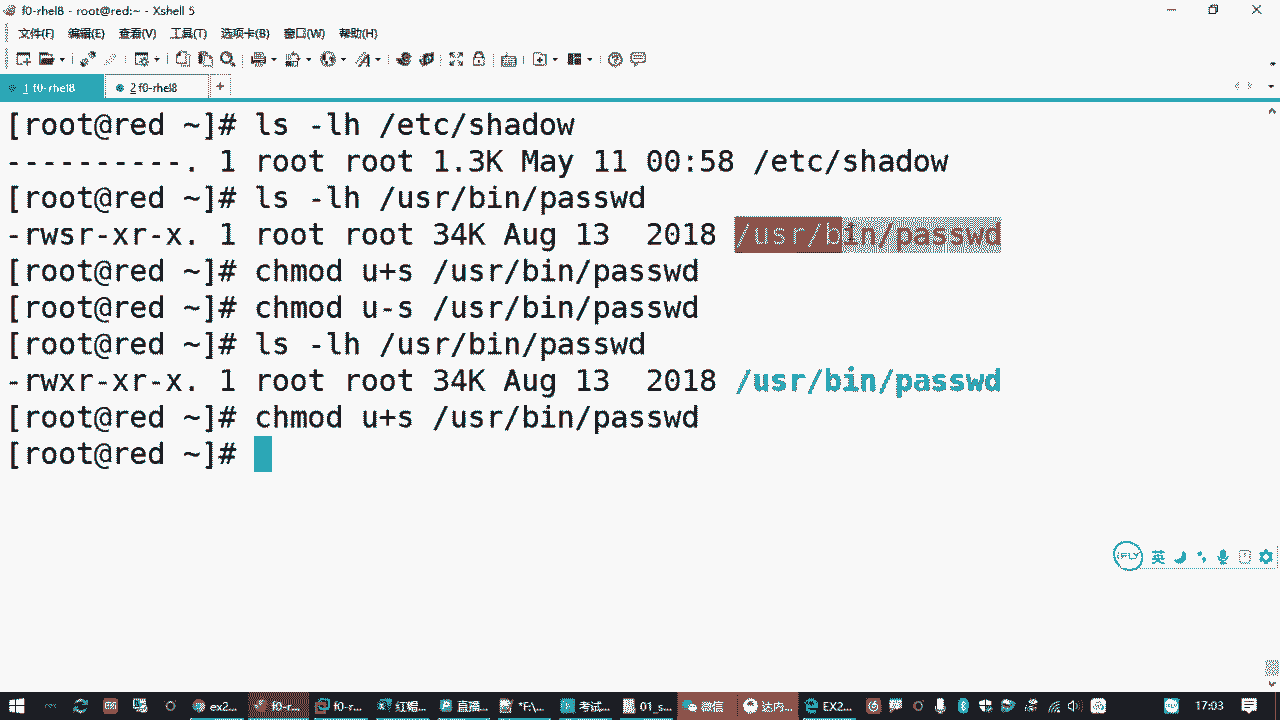 f0-rhel8 - root@red:~ - Xshell 5
文件(F) 编辑(E) 查看(V) 工具(T) 选项卡(B) 窗口(W) 帮助(H)
1 f0-rhel8 2 f0-rhel8 +
[root@red ~]# ls -lh /etc/shadow
----------. 1 root root 1.3K May 11 00:58 /etc/shadow
[root@red ~]# ls -lh /usr/bin/passwd
-rwsr-xr-x. 1 root root 34K Aug 13  2018 /usr/bin/passwd
[root@red ~]# chmod u+s /usr/bin/passwd
[root@red ~]# chmod u-s /usr/bin/passwd
[root@red ~]# ls -lh /usr/bin/passwd
-rwxr-xr-x. 1 root root 34K Aug 13  2018 /usr/bin/passwd
[root@red ~]# chmod u+s /usr/bin/passwd
[root@red ~]#
iFLY 英
ex2... f0-r... f0-r... 红帽... 直播... *F:\... 考试... 01_s... 微信 达内... EX2... 17:03